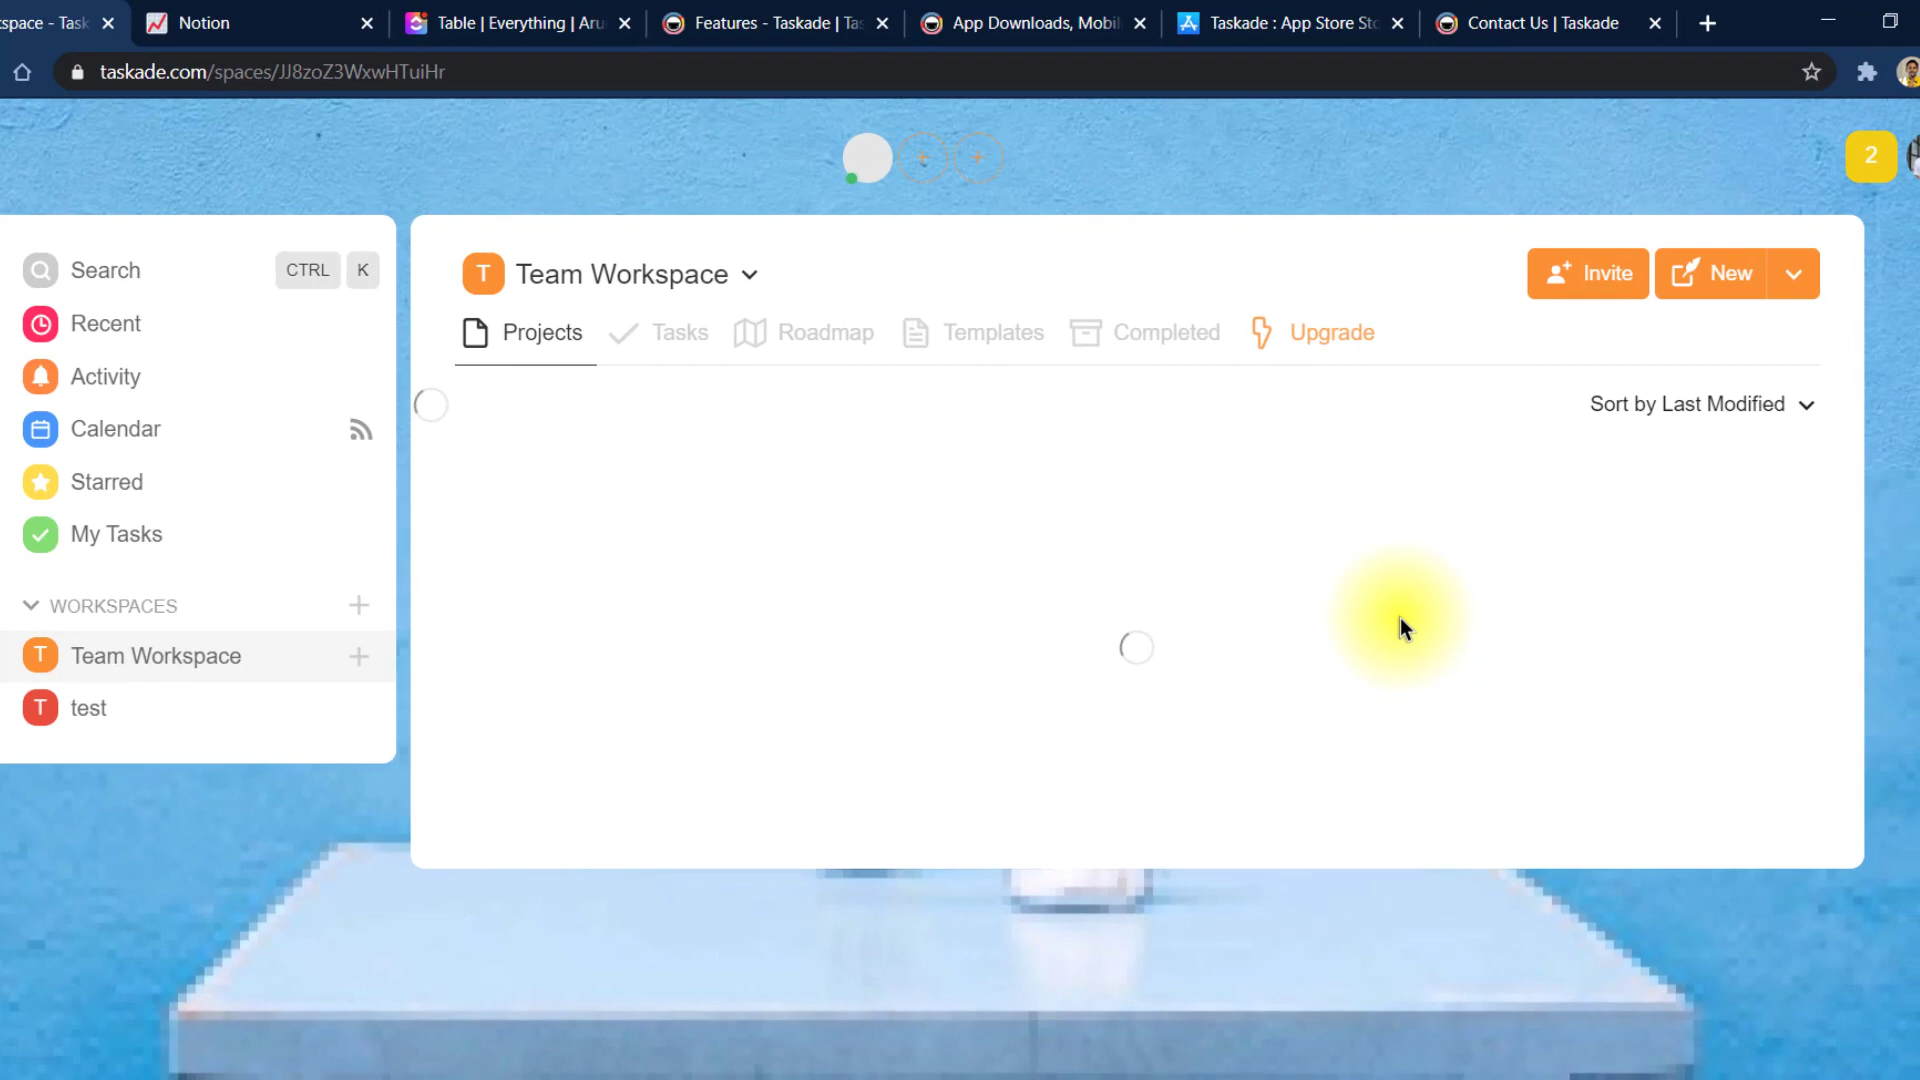 space - Task
Notion
Table | Everything | Aru
Features - Taskade | Tas
App Downloads, Mobil
Taskade : App Store Sto
Contact Us | Taskade
taskade.com/spaces/JJ8zoZ3WxwHTuiHr
2
Search
CTRL K
Recent
Activity
Calendar
Starred
My Tasks
WORKSPACES
T Team Workspace
T test
T Team Workspace
Invite
New
Projects Tasks Roadmap Templates Completed Upgrade
Sort by Last Modified